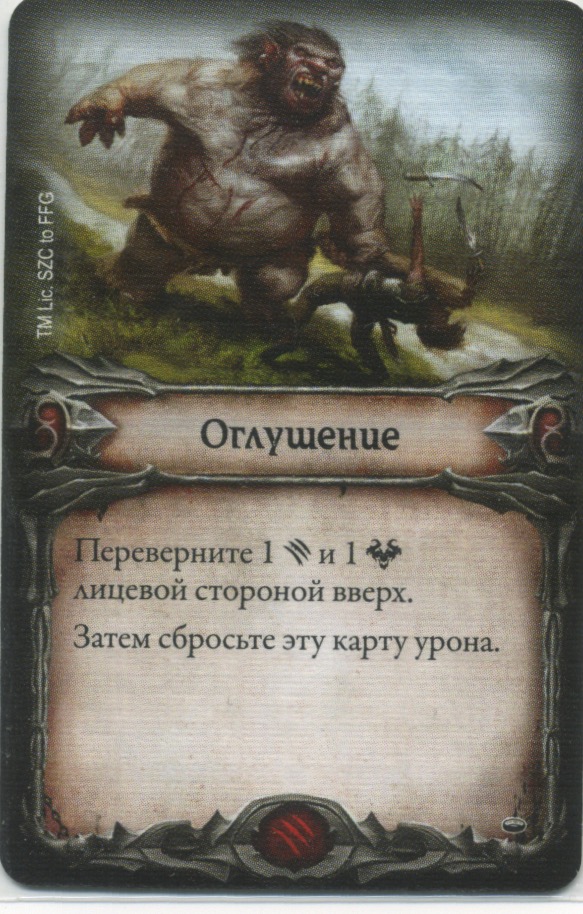 TM Lic. SZC to FFG
Оглушение
Переверните 1 и 1
лицевой стороной вверх.
Затем сбросьте эту карту урона.